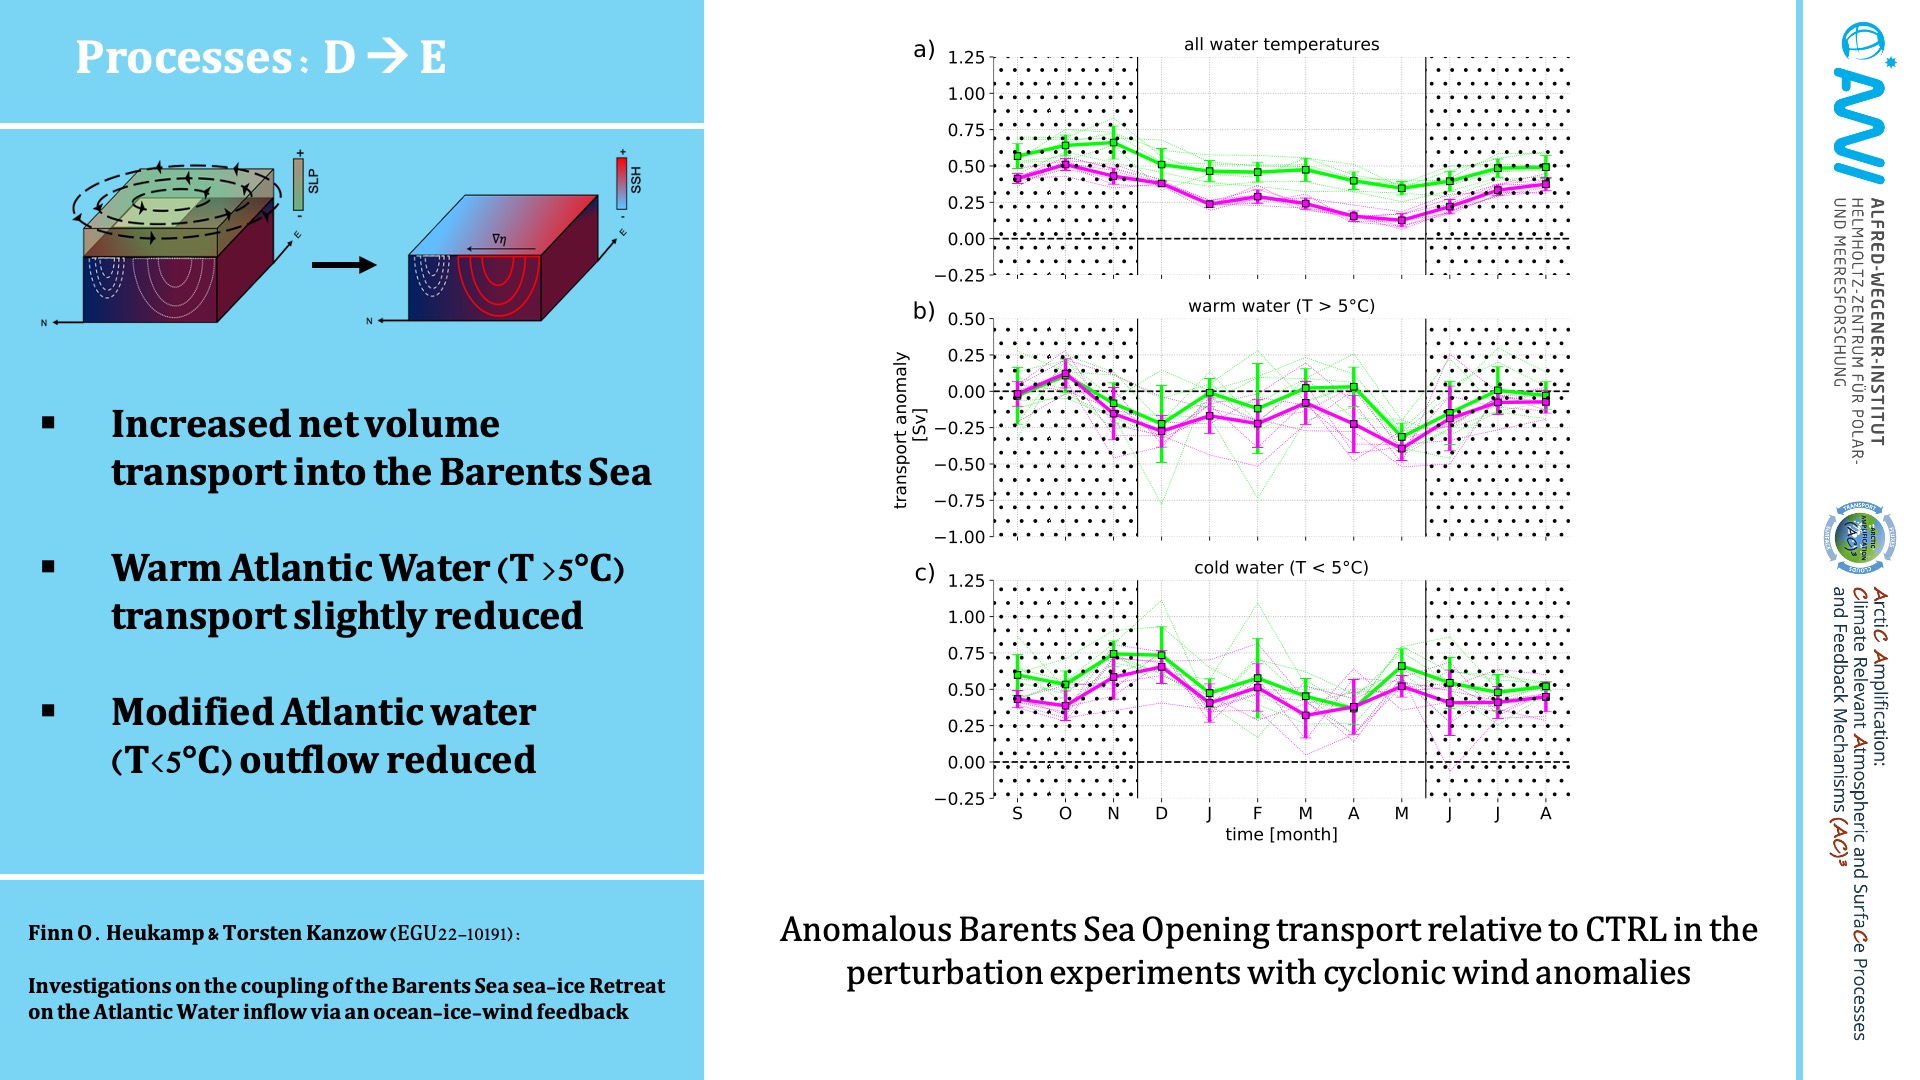 Processes: D → E
+
SLP
-
E
N
+
SSH
-
∇η
E
N
▪ Increased net volume
transport into the Barents Sea
▪ Warm Atlantic Water (T >5°C)
transport slightly reduced
▪ Modified Atlantic water
(T<5°C) outflow reduced
Finn O. Heukamp & Torsten Kanzow (EGU22-10191):
Investigations on the coupling of the Barents Sea sea-ice Retreat
on the Atlantic Water inflow via an ocean-ice-wind feedback
a)
all water temperatures
1.25
1.00
0.75
0.50
0.25
0.00
−0.25
b)
warm water (T > 5°C)
0.50
0.25
0.00
−0.25
−0.50
−0.75
−1.00
transport anomaly
[Sv]
c)
cold water (T < 5°C)
1.25
1.00
0.75
0.50
0.25
0.00
−0.25
S O N D J F M A M J J A
time [month]
Anomalous Barents Sea Opening transport relative to CTRL in the
perturbation experiments with cyclonic wind anomalies
AWI
ALFRED-WEGENER-INSTITUT
HELMHOLTZ-ZENTRUM FÜR POLAR-
UND MEERESFORSCHUNG
ArctiC Amplification:
Climate Relevant Atmospheric and SurfaCe Processes
and Feedback Mechanisms (AC)³